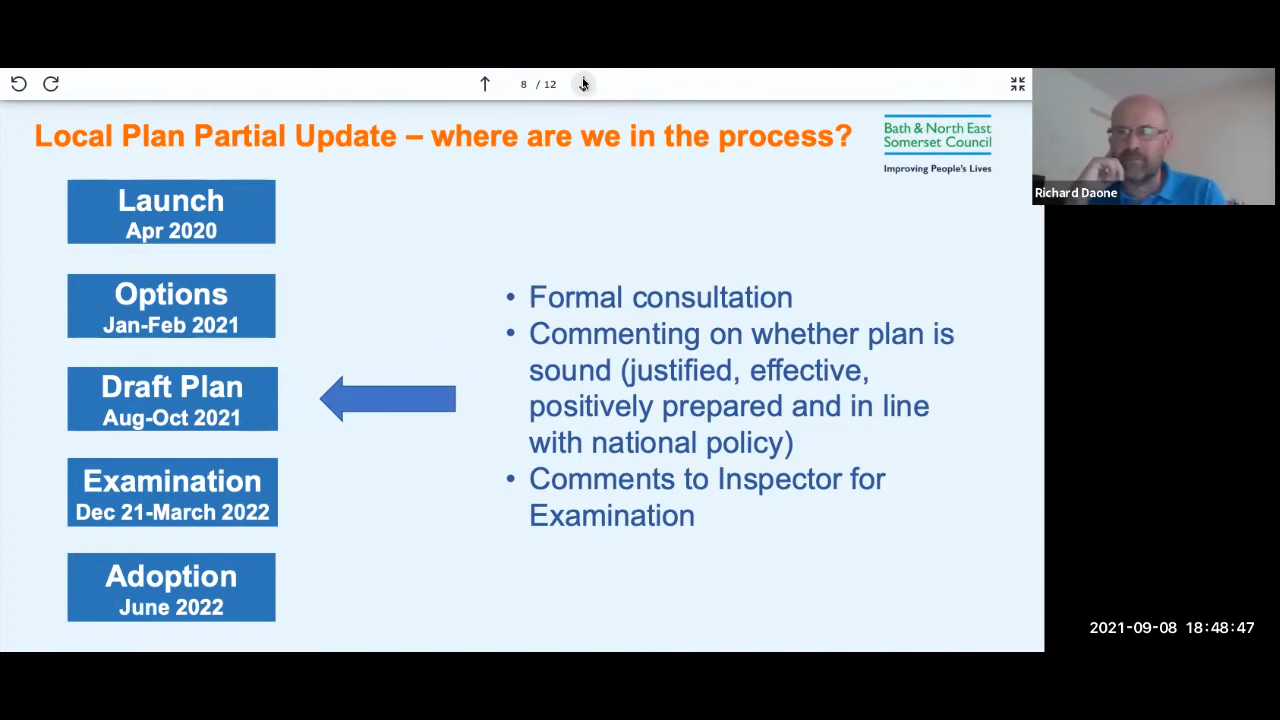 8 / 12
Local Plan Partial Update – where are we in the process?
Bath & North East
Somerset Council
Improving People's Lives
Richard Daone
Launch
Apr 2020
Options
Jan-Feb 2021
Draft Plan
Aug-Oct 2021
Examination
Dec 21-March 2022
Adoption
June 2022
• Formal consultation
• Commenting on whether plan is
sound (justified, effective,
positively prepared and in line
with national policy)
• Comments to Inspector for
Examination
2021-09-08 18:48:47